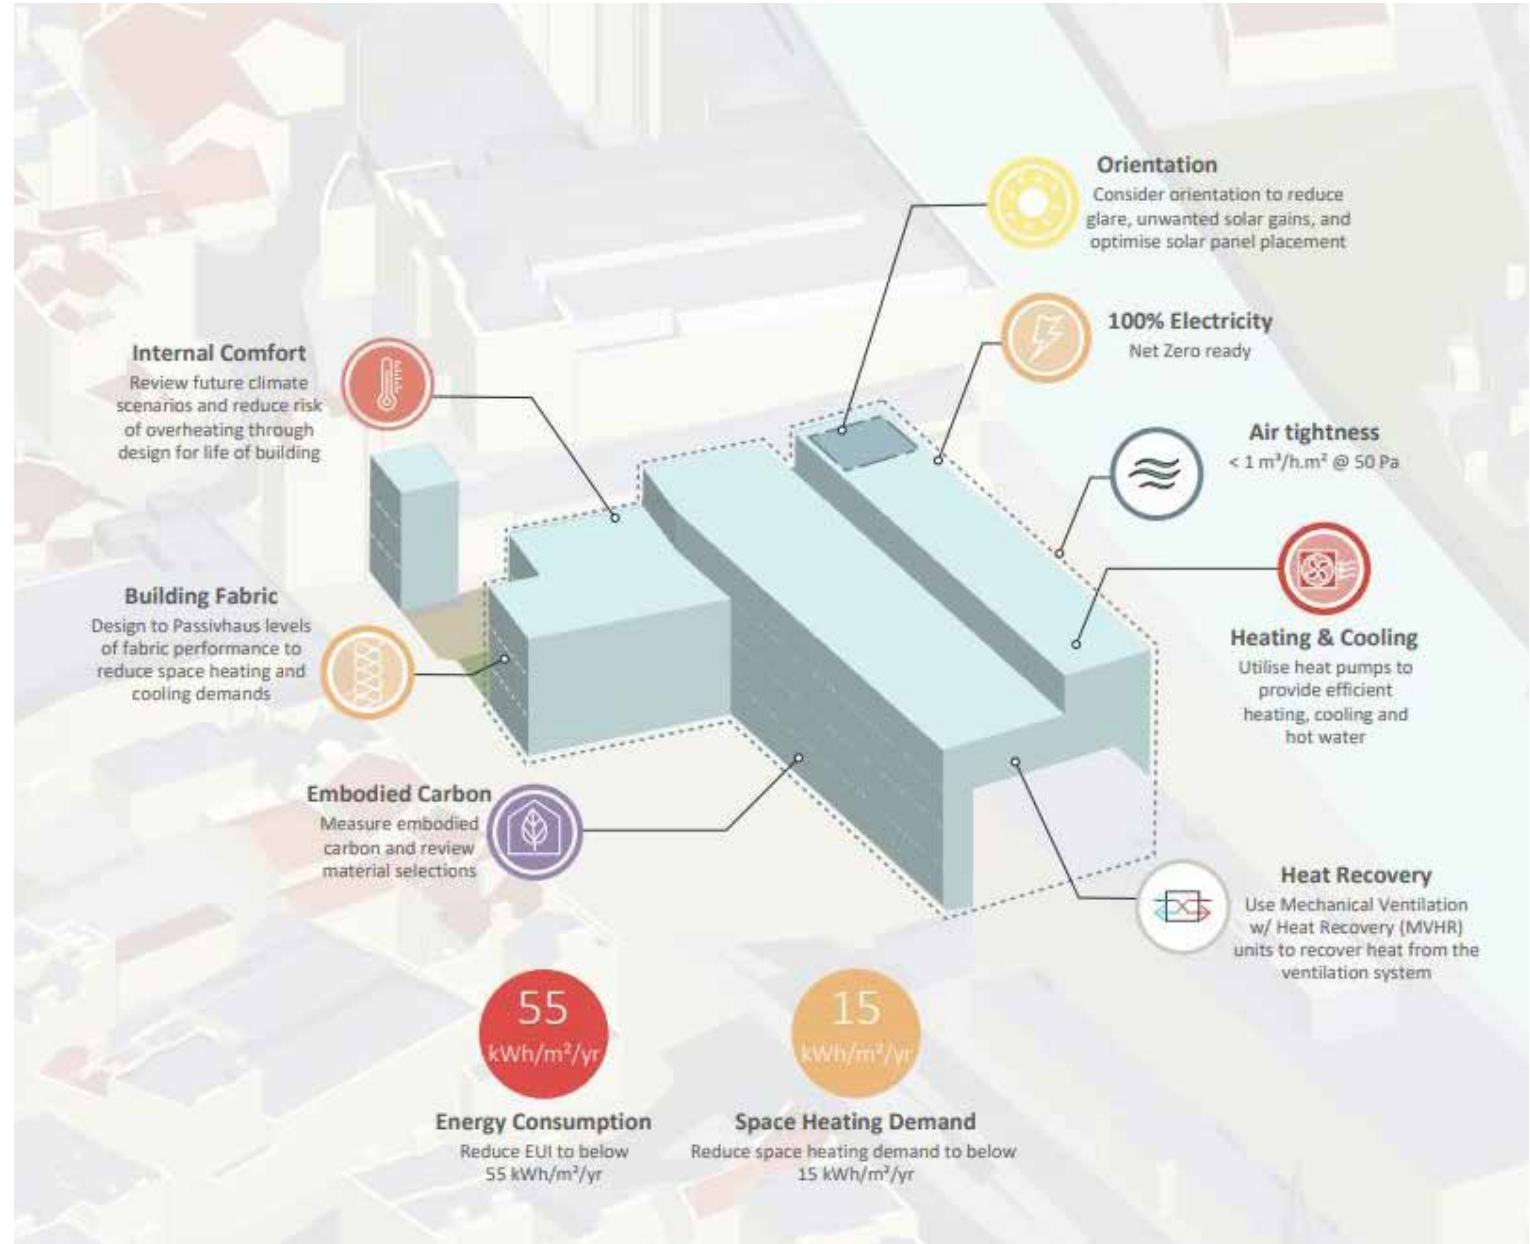 Orientation
Consider orientation to reduce
glare, unwanted solar gains, and
optimise solar panel placement
100% Electricity
Net Zero ready
Internal Comfort
Review future climate
scenarios and reduce risk
of overheating through
design for life of building
Air tightness
< 1 m³/h.m² @ 50 Pa
Heating & Cooling
Utilise heat pumps to
provide efficient
heating, cooling and
hot water
Building Fabric
Design to Passivhaus levels
of fabric performance to
reduce space heating and
cooling demands
Embodied Carbon
Measure embodied
carbon and review
material selections
Heat Recovery
Use Mechanical Ventilation
w/ Heat Recovery (MVHR)
units to recover heat from the
ventilation system
55
kWh/m²/yr
Energy Consumption
Reduce EUI to below
55 kWh/m²/yr
15
kWh/m²/yr
Space Heating Demand
Reduce space heating demand to below
15 kWh/m²/yr